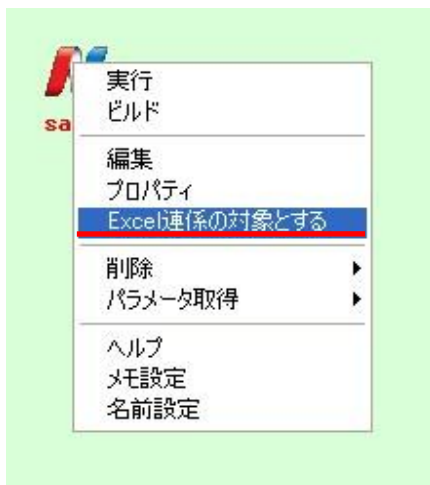 sa
実行
ビルド
編集
プロパティ
Excel連係の対象とする
削除
パラメータ取得
ヘルプ
メモ設定
名前設定